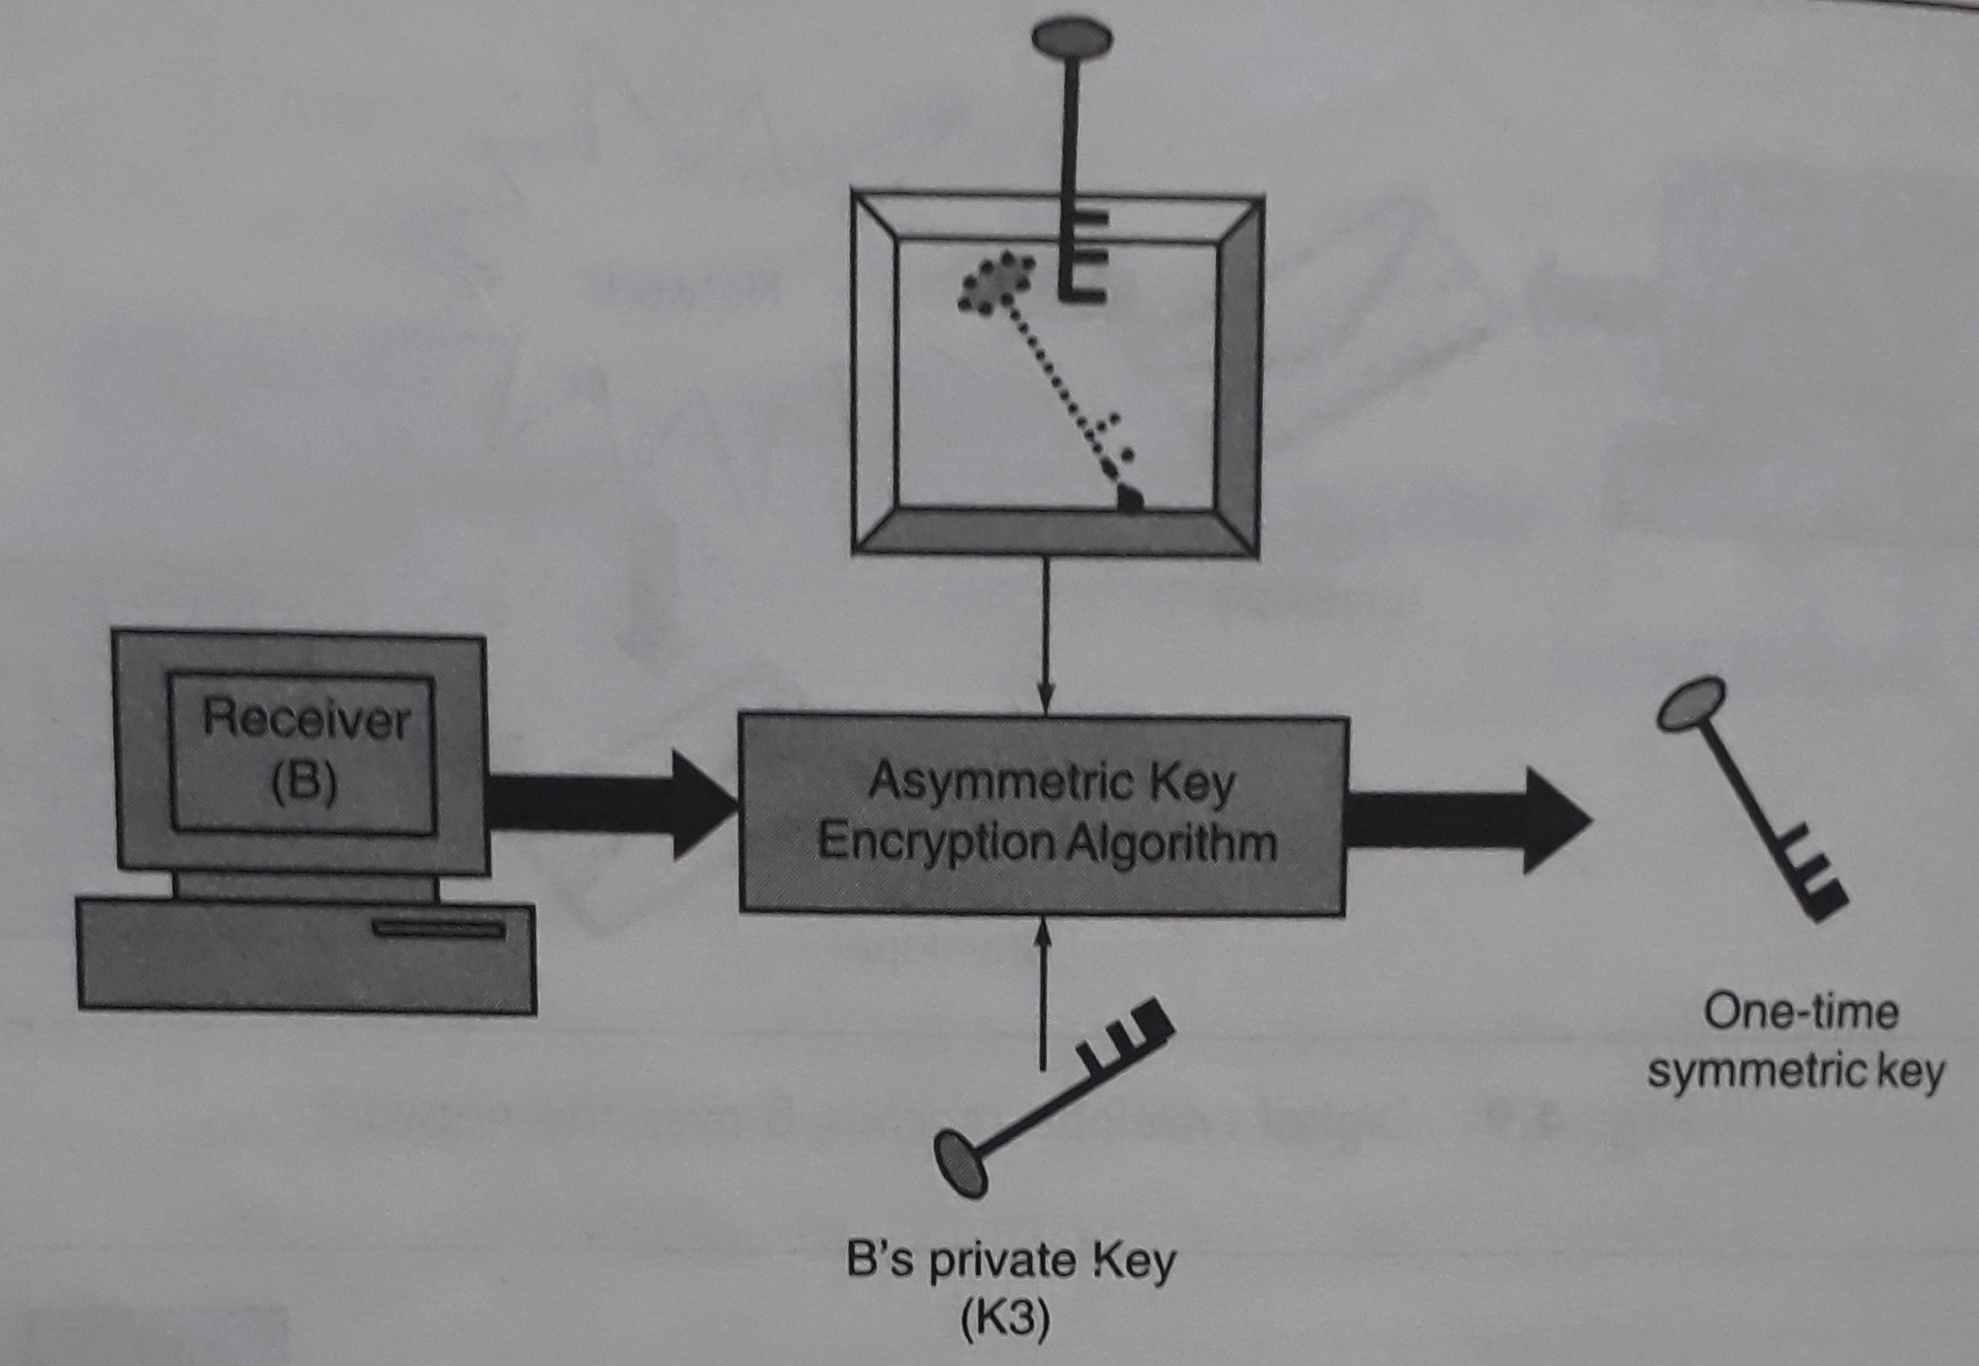 Receiver
(B)
Asymmetric Key
Encryption Algorithm
One-time
symmetric key
B's private Key
(K3)